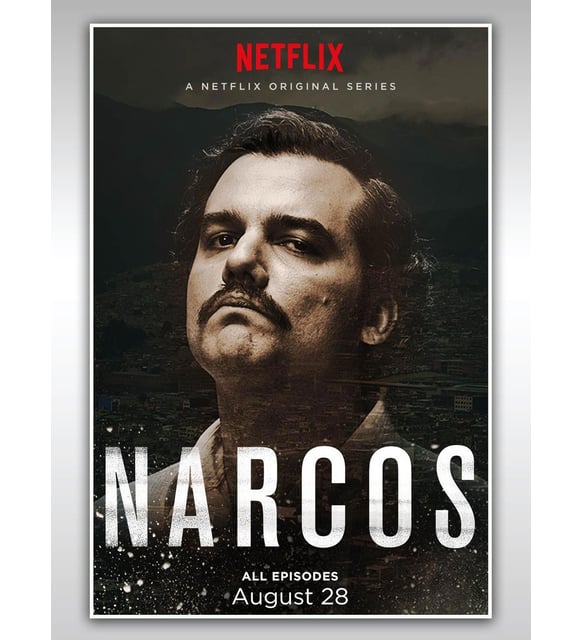 NETFLIX
A NETFLIX ORIGINAL SERIES
NARCOS
ALL EPISODES
August 28